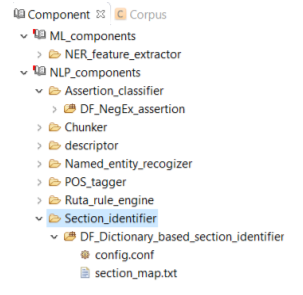 Component Corpus
ML_components
NER_feature_extractor
NLP_components
Assertion_classifier
DF_NegEx_assertion
Chunker
descriptor
Named_entity_recogizer
POS_tagger
Ruta_rule_engine
Section_identifier
DF_Dictionary_based_section_identifier
config.conf
section_map.txt